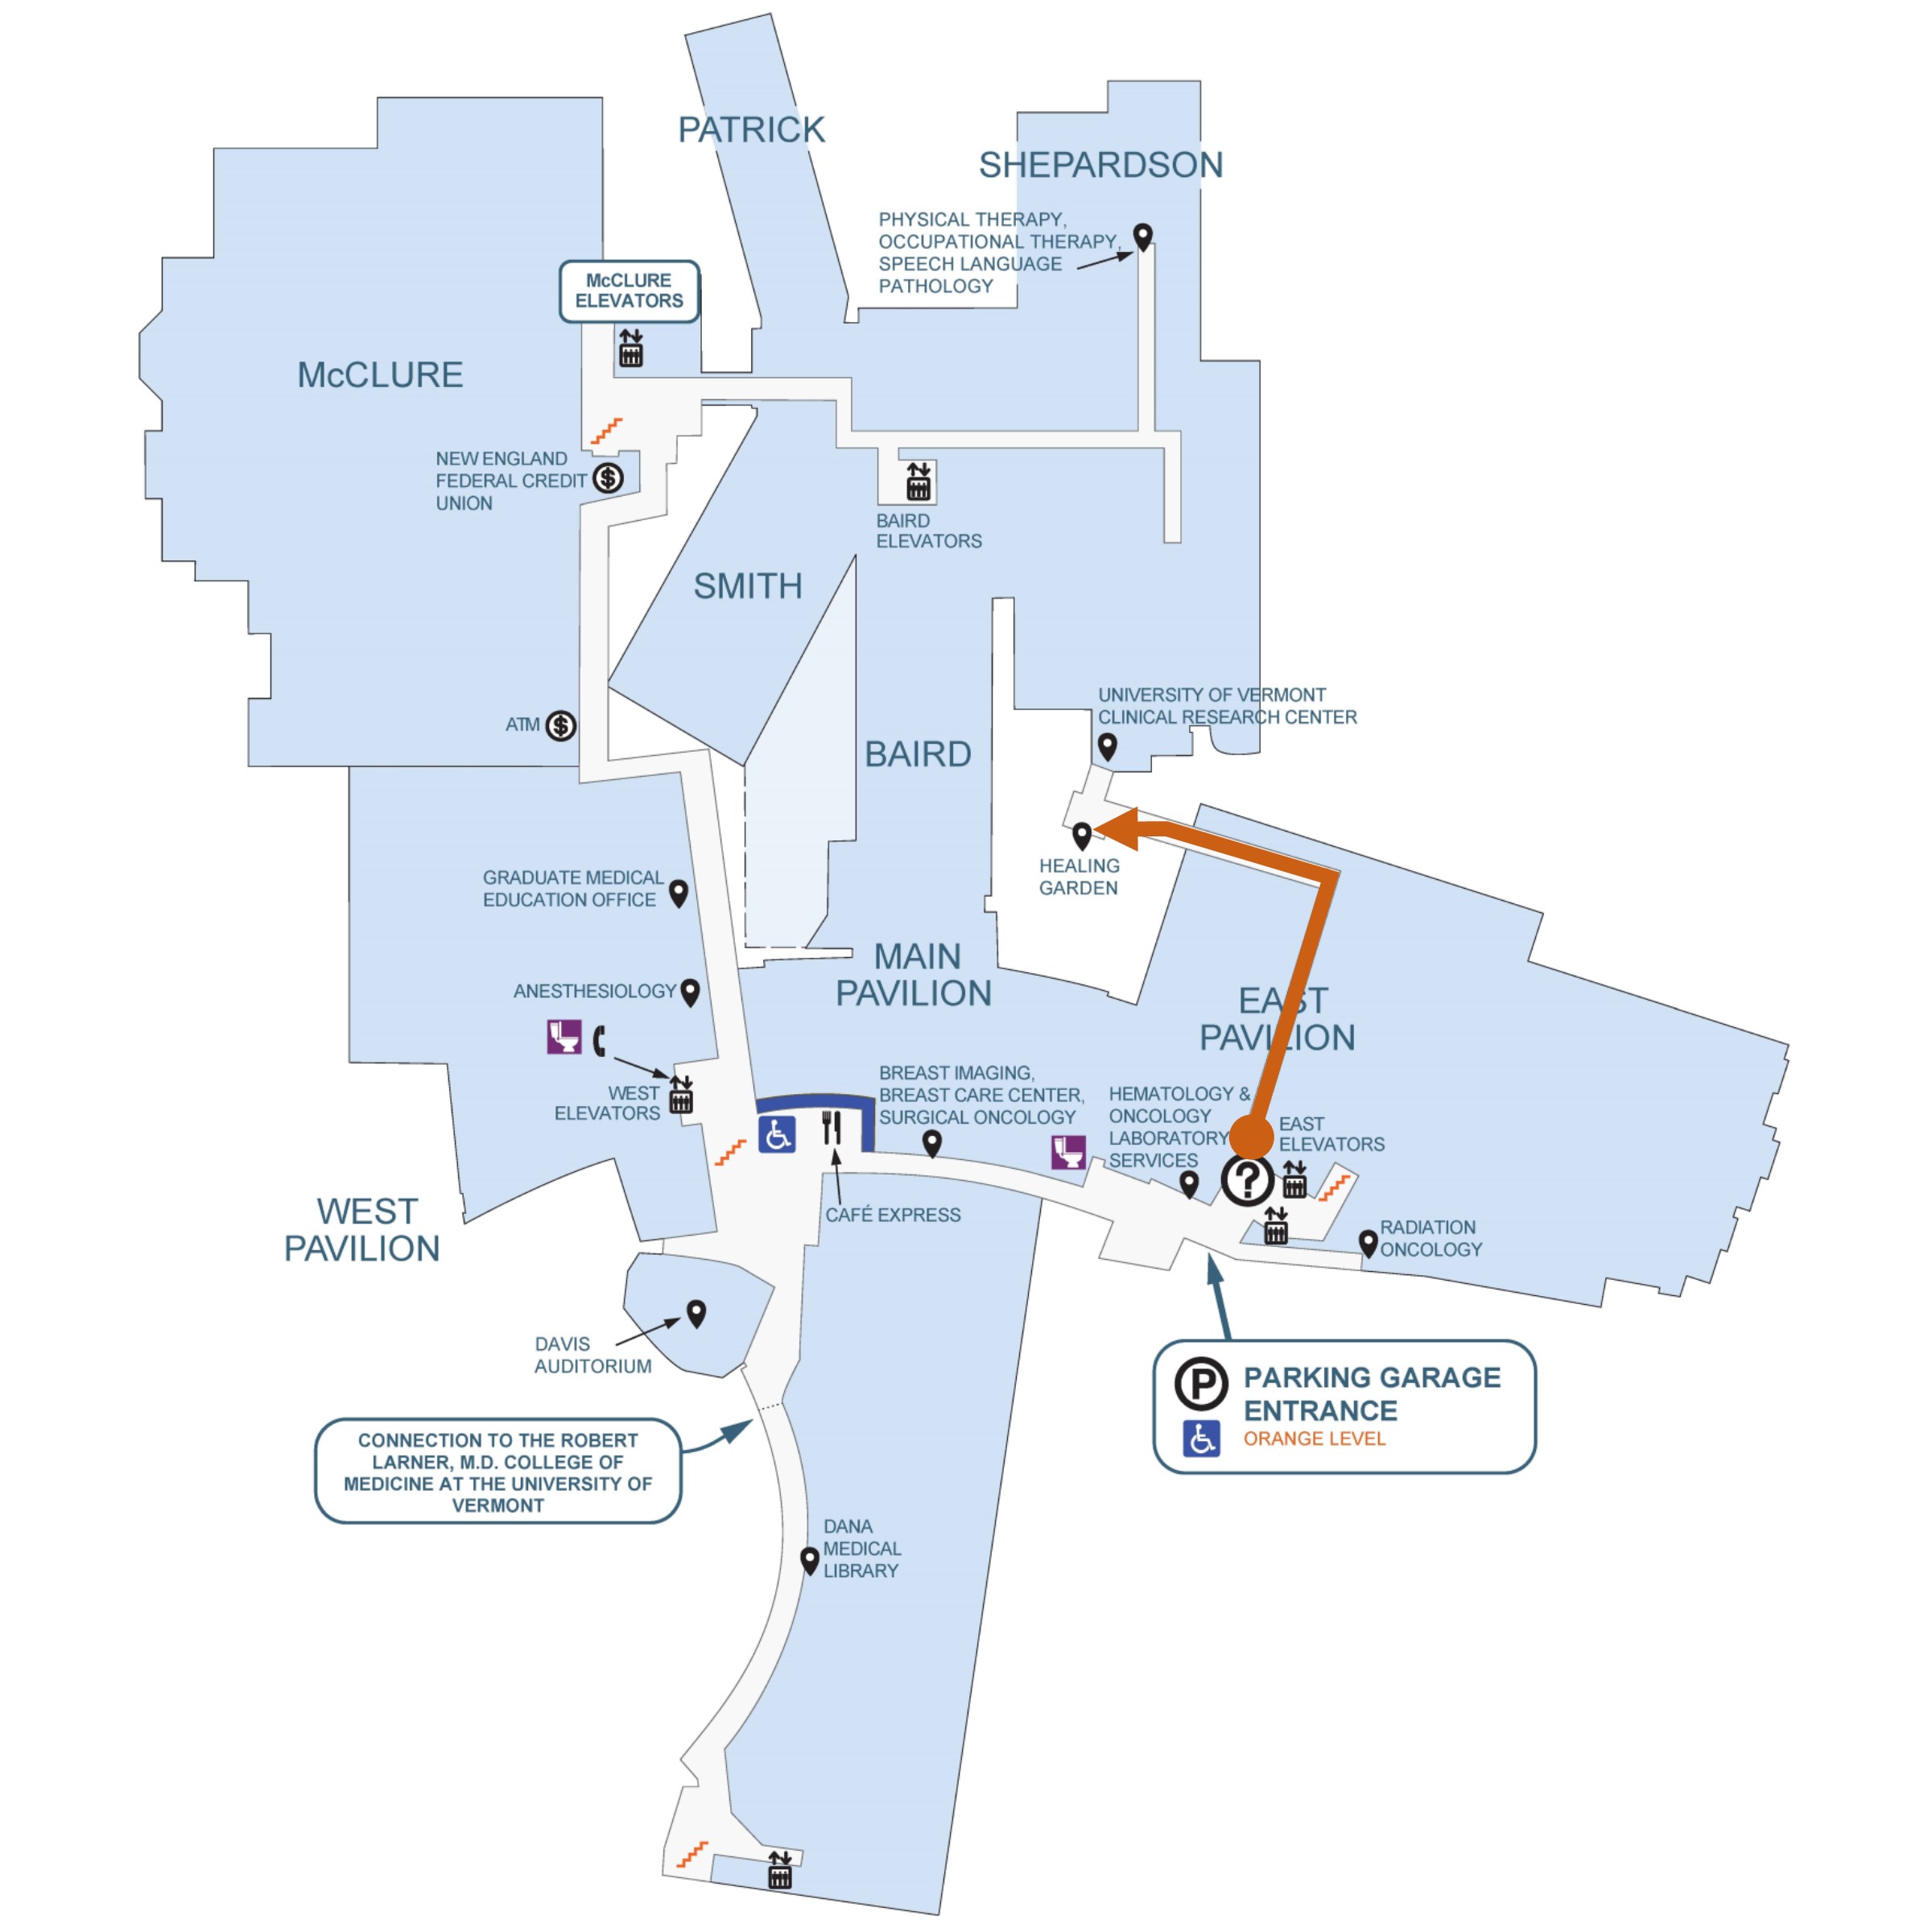 PATRICK
SHEPARDSON
PHYSICAL THERAPY,
OCCUPATIONAL THERAPY,
SPEECH LANGUAGE
PATHOLOGY
McCLURE
ELEVATORS
McCLURE
NEW ENGLAND
FEDERAL CREDIT
UNION
$
BAIRD
ELEVATORS
SMITH
UNIVERSITY OF VERMONT
CLINICAL RESEARCH CENTER
ATM $
BAIRD
HEALING
GARDEN
GRADUATE MEDICAL
EDUCATION OFFICE
MAIN
PAVILION
ANESTHESIOLOGY
EAST
PAVILION
WEST
ELEVATORS
BREAST IMAGING,
BREAST CARE CENTER,
SURGICAL ONCOLOGY
HEMATOLOGY &
ONCOLOGY
LABORATORY
SERVICES
EAST
ELEVATORS
?
CAFÉ EXPRESS
WEST
PAVILION
RADIATION
ONCOLOGY
DAVIS
AUDITORIUM
P
PARKING GARAGE
ENTRANCE
ORANGE LEVEL
CONNECTION TO THE ROBERT
LARNER, M.D. COLLEGE OF
MEDICINE AT THE UNIVERSITY OF
VERMONT
DANA
MEDICAL
LIBRARY